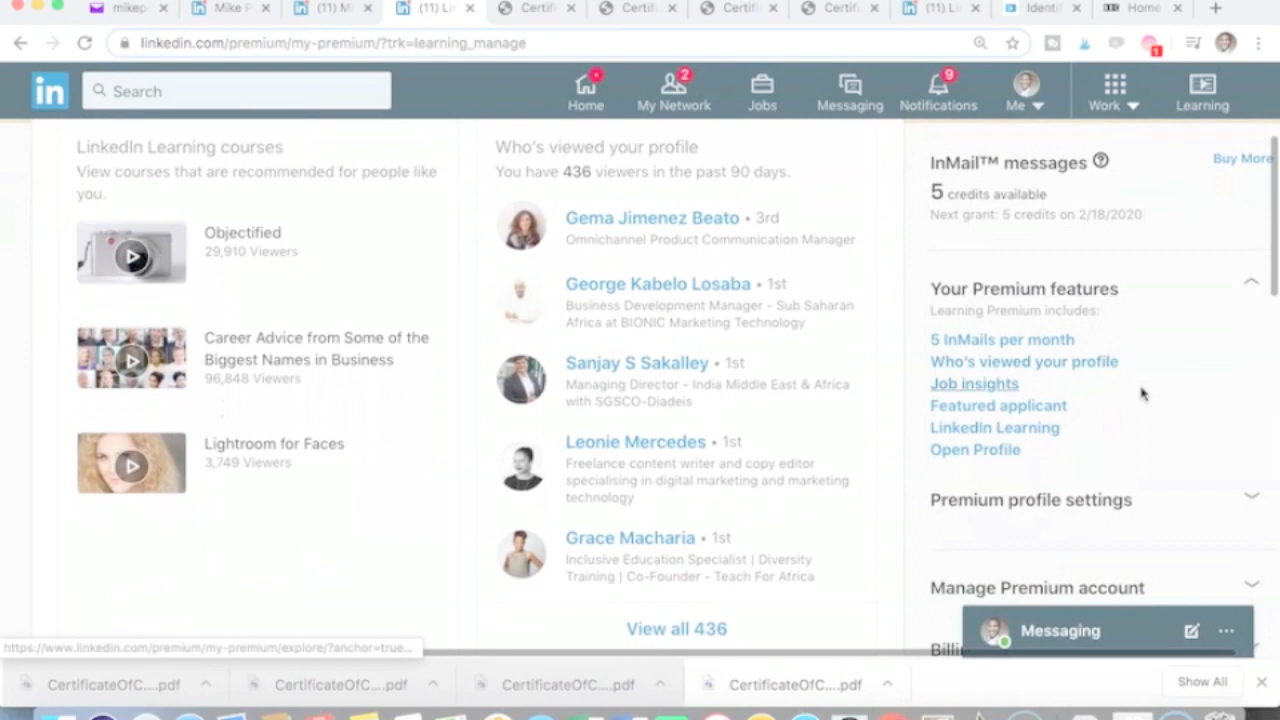 mikep
Mike P
(11) M
(11) Li
Certifi
Certifi
Certifi
Certifi
(11) Li
Identif
Home
linkedin.com/premium/my-premium/?trk=learning_manage
1
in
Search
2
9
Home
My Network
Jobs
Messaging
Notifications
Me
Work
Learning
LinkedIn Learning courses
View courses that are recommended for people like
you.
Objectified
29,910 Viewers
Career Advice from Some of the
Biggest Names in Business
96,848 Viewers
Lightroom for Faces
3,749 Viewers
Who's viewed your profile
You have 436 viewers in the past 90 days.
Gema Jimenez Beato • 3rd
Omnichannel Product Communication Manager
George Kabelo Losaba • 1st
Business Development Manager - Sub Saharan
Africa at BIONIC Marketing Technology
Sanjay S Sakalley • 1st
Managing Director - India Middle East & Africa
with SGSCO-Diadeis
Leonie Mercedes • 1st
Freelance content writer and copy editor
specialising in digital marketing and marketing
technology
Grace Macharia • 1st
Inclusive Education Specialist | Diversity
Training | Co-Founder - Teach For Africa
View all 436
InMail™ messages
Buy More
5 credits available
Next grant: 5 credits on 2/18/2020
Your Premium features
Learning Premium includes:
5 InMails per month
Who's viewed your profile
Job insights
Featured applicant
LinkedIn Learning
Open Profile
Premium profile settings
Manage Premium account
Messaging
https://www.linkedin.com/premium/my-premium/explore/?anchor=true...
CertificateOfC....pdf
CertificateOfC....pdf
CertificateOfC....pdf
CertificateOfC....pdf
Show All